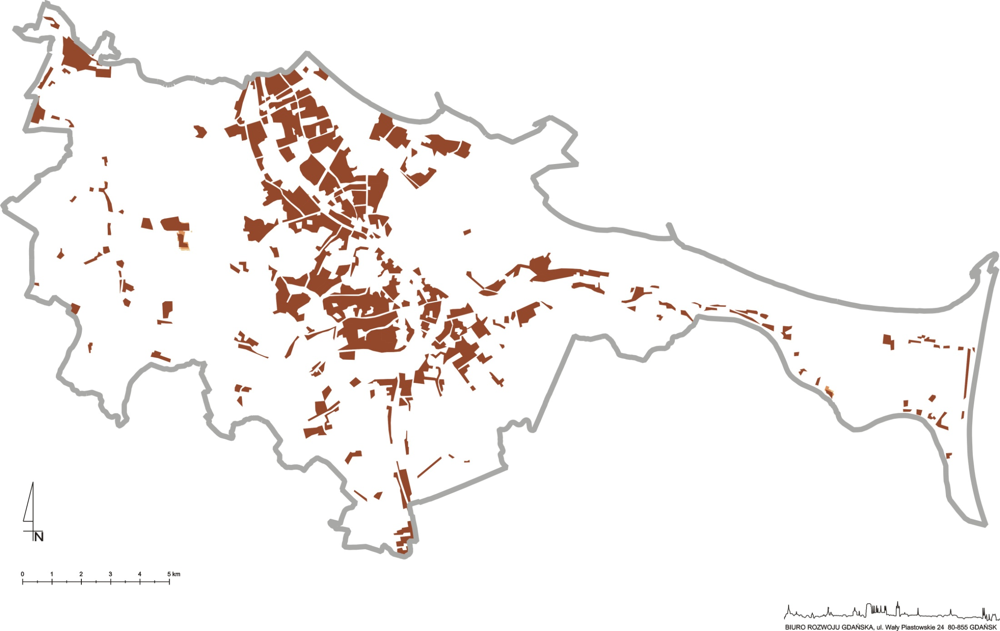 N
0 1 2 3 4 5 km
BIURO ROZWOJU GDAŃSKA, ul. Wały Piastowskie 24 80-855 GDAŃSK